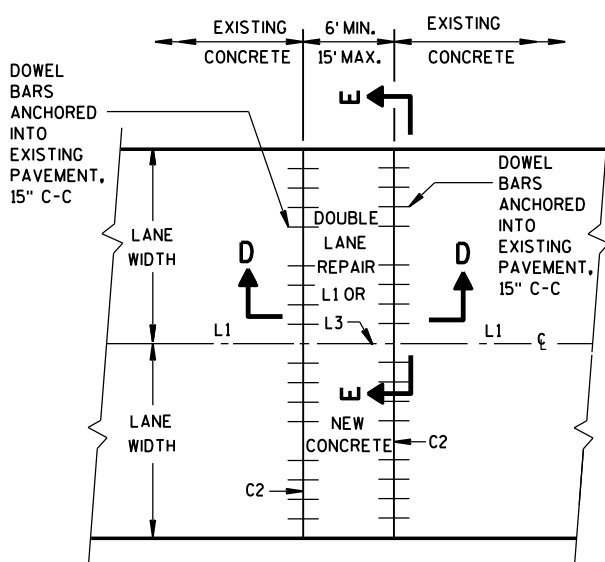 EXISTING
CONCRETE
6' MIN.
15' MAX.
EXISTING
CONCRETE
DOWEL
BARS
ANCHORED
INTO
EXISTING
PAVEMENT,
15" C-C
E
DOWEL
BARS
ANCHORED
INTO
EXISTING
PAVEMENT,
15" C-C
LANE
WIDTH
D
DOUBLE
LANE
REPAIR
L1 OR
L3
D
L1
L1
℄
E
LANE
WIDTH
NEW
CONCRETE
C2
C2